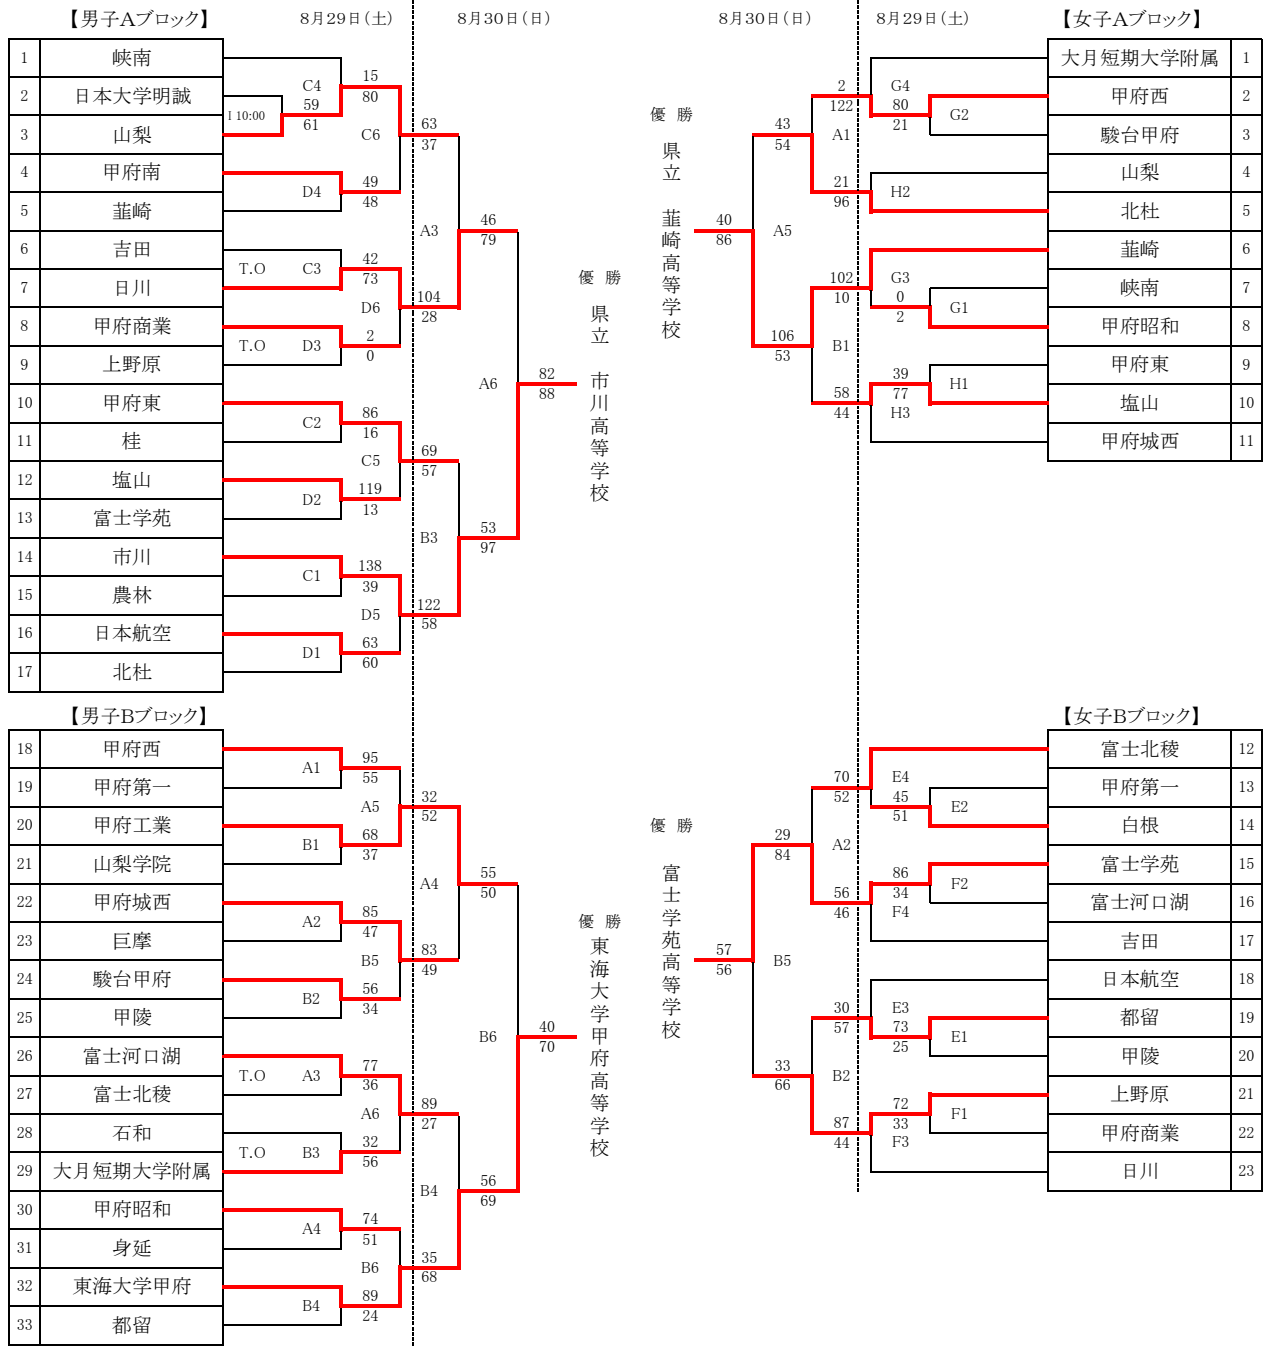 【男子Aブロック】
8月29日(土)
8月30日(日)
8月30日(日)
8月29日(土)
【女子Aブロック】
1 峡南
2 日本大学明誠
3 山梨
4 甲府南
5 韮崎
6 吉田
7 日川
8 甲府商業
9 上野原
10 甲府東
11 桂
12 塩山
13 富士学苑
14 市川
15 農林
16 日本航空
17 北杜
I 10:00
C4
59
61
15
80
C6
D4
49
48
T.O C3
42
73
D6
T.O D3
2
0
C2
86
16
C5
D2
119
13
C1
138
39
D5
D1
63
60
63
37
A3
104
28
69
57
B3
122
58
46
79
A6
53
97
82
88
優 勝
県立 市川高等学校
優 勝
県立 韮崎高等学校
40
86
A5
43
54
106
53
2
122
A1
21
96
102
10
B1
58
44
G4
80
21
G2
H2
G3
0
2
G1
39
77
H3
H1
大月短期大学附属 1
甲府西 2
駿台甲府 3
山梨 4
北杜 5
韮崎 6
峡南 7
甲府昭和 8
甲府東 9
塩山 10
甲府城西 11
【男子Bブロック】
18 甲府西
19 甲府第一
20 甲府工業
21 山梨学院
22 甲府城西
23 巨摩
24 駿台甲府
25 甲陵
26 富士河口湖
27 富士北稜
28 石和
29 大月短期大学附属
30 甲府昭和
31 身延
32 東海大学甲府
33 都留
A1
95
55
A5
B1
68
37
A2
85
47
B5
B2
56
34
T.O A3
77
36
A6
T.O B3
32
56
A4
74
51
B6
B4
89
24
32
52
A4
83
49
89
27
B4
35
68
55
50
B6
56
69
40
70
優 勝
東海大学甲府高等学校
【女子Bブロック】
優 勝
富士学苑高等学校
57
56
B5
29
84
33
66
70
52
A2
56
46
30
57
B2
87
44
E4
45
51
E2
86
34
F4
F2
E3
73
25
E1
72
33
F3
F1
富士北稜 12
甲府第一 13
白根 14
富士学苑 15
富士河口湖 16
吉田 17
日本航空 18
都留 19
甲陵 20
上野原 21
甲府商業 22
日川 23